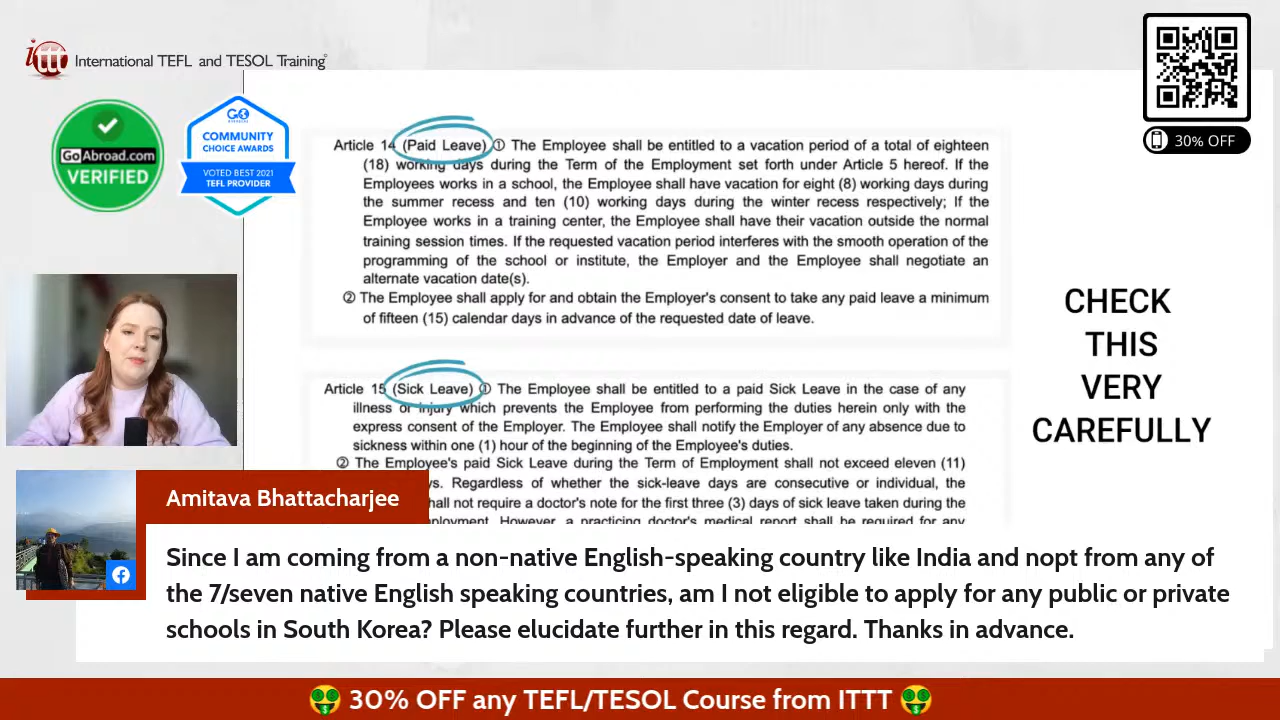 ittt International TEFL and TESOL Training
30% OFF
GoAbroad.com
VERIFIED
GO
COMMUNITY
CHOICE AWARDS
VOTED BEST 2021
TEFL PROVIDER
Article 14 (Paid Leave) ① The Employee shall be entitled to a vacation period of a total of eighteen
(18) working days during the Term of the Employment set forth under Article 5 hereof. If the
Employees works in a school, the Employee shall have vacation for eight (8) working days during
the summer recess and ten (10) working days during the winter recess respectively; If the
Employee works in a training center, the Employee shall have their vacation outside the normal
training session times. If the requested vacation period interferes with the smooth operation of the
programming of the school or institute, the Employer and the Employee shall negotiate an
alternate vacation date(s).
② The Employee shall apply for and obtain the Employer's consent to take any paid leave a minimum
of fifteen (15) calendar days in advance of the requested date of leave.
Article 15 (Sick Leave) ① The Employee shall be entitled to a paid Sick Leave in the case of any
illness or injury which prevents the Employee from performing the duties herein only with the
express consent of the Employer. The Employee shall notify the Employer of any absence due to
sickness within one (1) hour of the beginning of the Employee's duties.
② The Employee's paid Sick Leave during the Term of Employment shall not exceed eleven (11)
Regardless of whether the sick-leave days are consecutive or individual, the
shall not require a doctor's note for the first three (3) days of sick leave taken during the
However, a practicing doctor's medical report shall be required for any
CHECK
THIS
VERY
CAREFULLY
Amitava Bhattacharjee
Since I am coming from a non-native English-speaking country like India and nopt from any of
the 7/seven native English speaking countries, am I not eligible to apply for any public or private
schools in South Korea? Please elucidate further in this regard. Thanks in advance.
🤑 30% OFF any TEFL/TESOL Course from ITTT 🤑